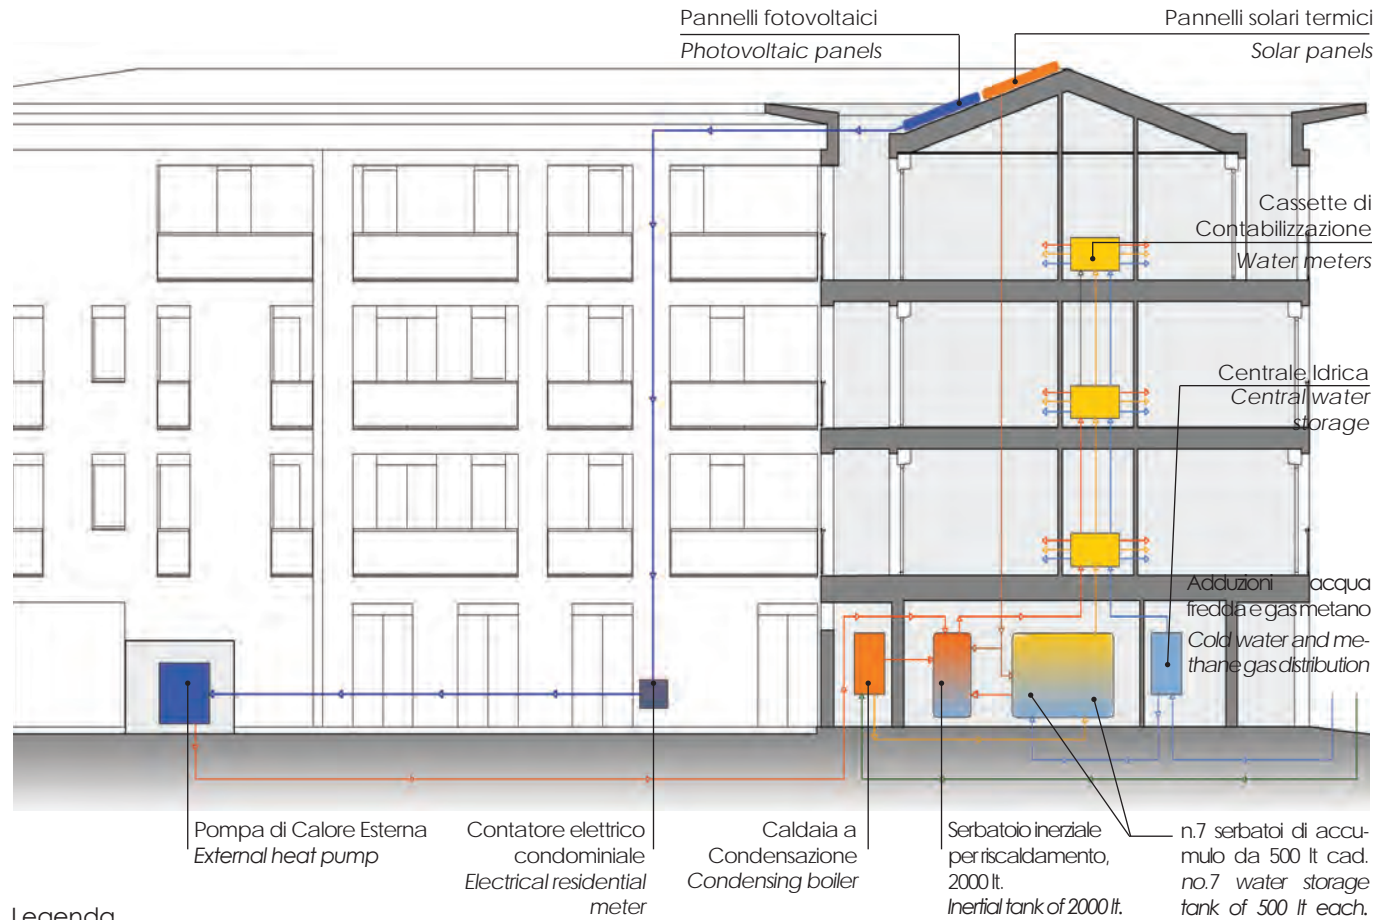 Pannelli fotovoltaici
Photovoltaic panels
Pannelli solari termici
Solar panels
Cassette di
Contabilizzazione
Water meters
Centrale Idrica
Central water
storage
Adduzioni acqua
fredda e gas metano
Cold water and me-
thane gas distribution
Pompa di Calore Esterna
External heat pump
Contatore elettrico
condominiale
Electrical residential
meter
Caldaia a
Condensazione
Condensing boiler
Serbatoio inerziale
per riscaldamento,
2000 lt.
Inertial tank of 2000 lt.
n.7 serbatoi di accu-
mulo da 500 lt cad.
no.7 water storage
tank of 500 lt each.
Legenda